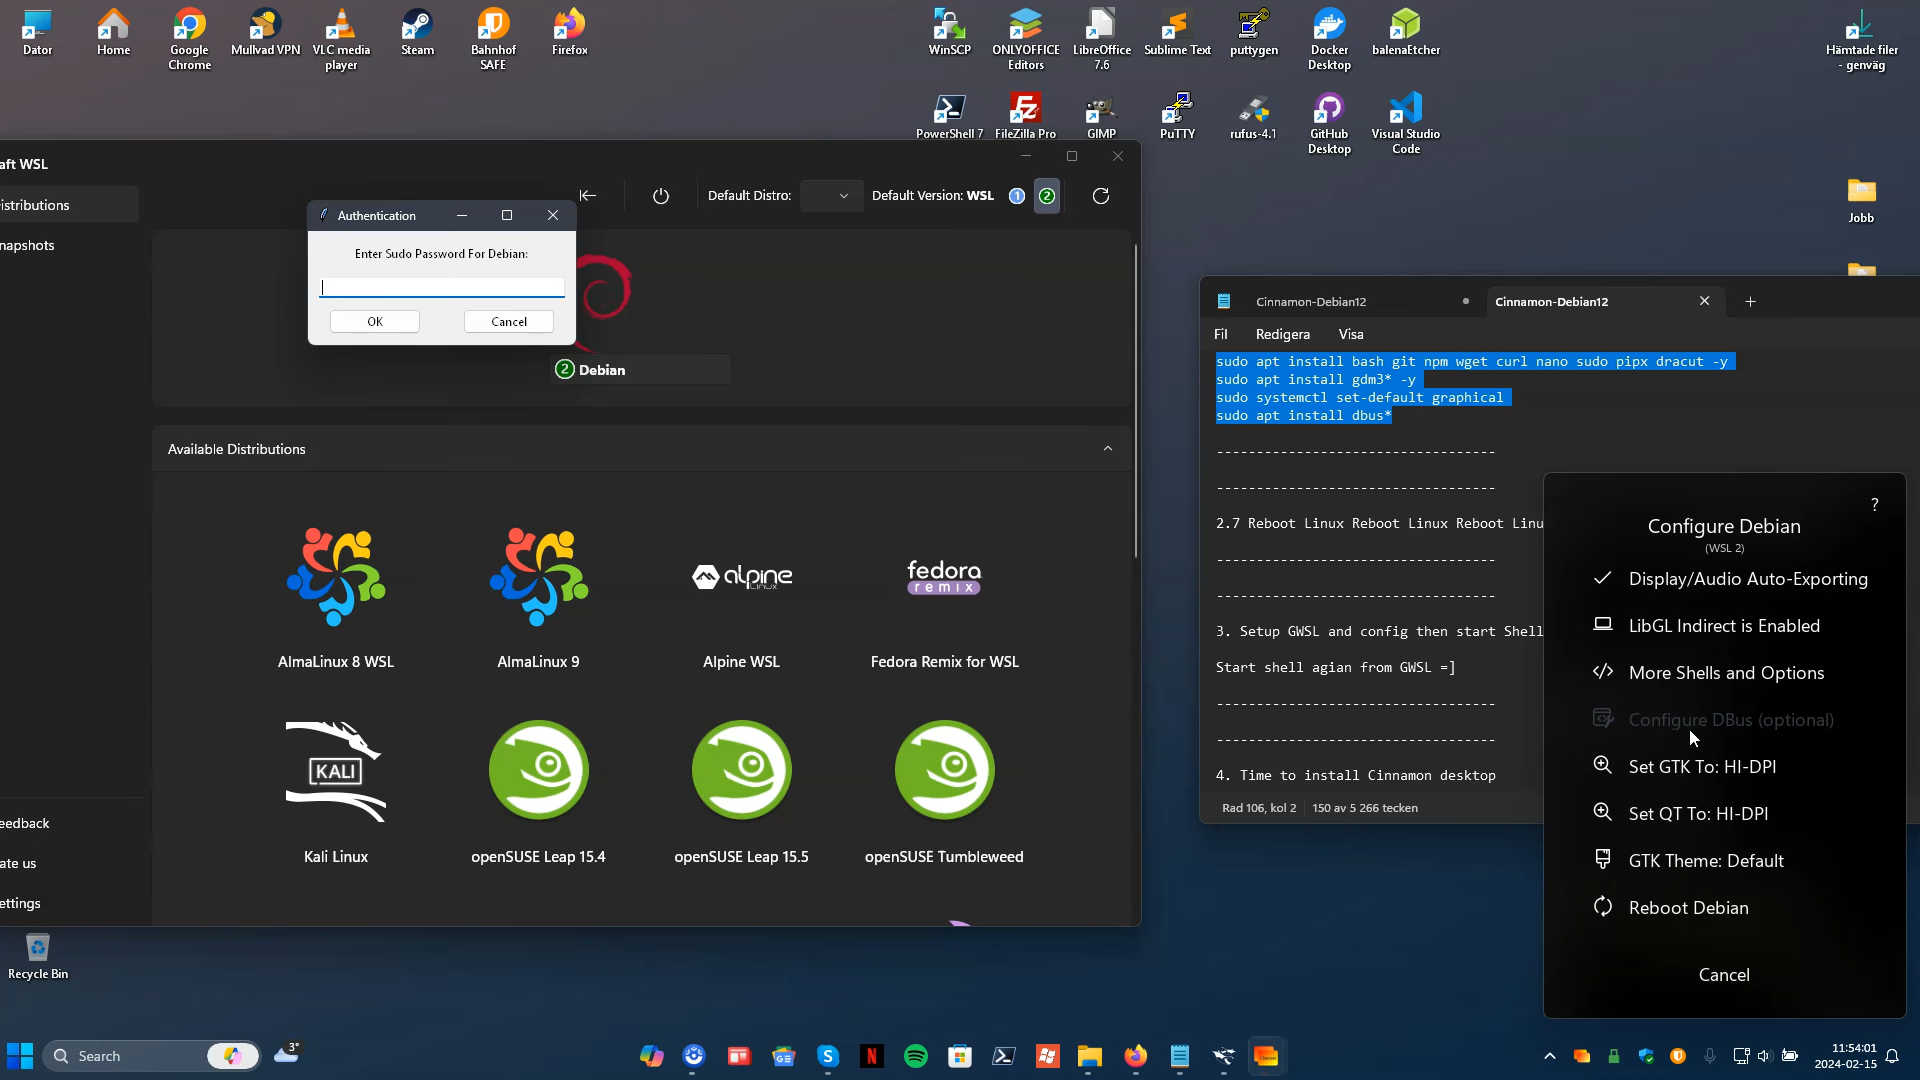 Dator
Home
Google Chrome
Mullvad VPN
VLC media player
Steam
Bahnhof SAFE
Firefox
WinSCP
ONLYOFFICE Editors
LibreOffice 7.6
Sublime Text
puttygen
Docker Desktop
balenaEtcher
Hämtade filer - genväg
PowerShell 7
FileZilla Pro
GIMP
PuTTY
rufus-4.1
GitHub Desktop
Visual Studio Code
Jobb
aft WSL
istributions
napshots
Default Distro:
Default Version: WSL
1
2
Authentication
Enter Sudo Password For Debian:
OK
Cancel
2 Debian
Available Distributions
AlmaLinux 8 WSL
AlmaLinux 9
alpine Linux
Alpine WSL
fedora
remix
Fedora Remix for WSL
KALI
Kali Linux
openSUSE Leap 15.4
openSUSE Leap 15.5
openSUSE Tumbleweed
eedback
ate us
ettings
Cinnamon-Debian12
Cinnamon-Debian12
Fil
Redigera
Visa
sudo apt install bash git npm wget curl nano sudo pipx dracut -y
sudo apt install gdm3* -y
sudo systemctl set-default graphical
sudo apt install dbus*
-----------------------------------
-----------------------------------
2.7 Reboot Linux Reboot Linux Reboot Linu
-----------------------------------
-----------------------------------
3. Setup GWSL and config then start Shell
Start shell agian from GWSL =]
-----------------------------------
-----------------------------------
4. Time to install Cinnamon desktop
Rad 106, kol 2
150 av 5 266 tecken
?
Configure Debian
(WSL 2)
Display/Audio Auto-Exporting
LibGL Indirect is Enabled
More Shells and Options
Configure DBus (optional)
Set GTK To: HI-DPI
Set QT To: HI-DPI
GTK Theme: Default
Reboot Debian
Cancel
Recycle Bin
Search
3°
11:54:01
2024-02-15